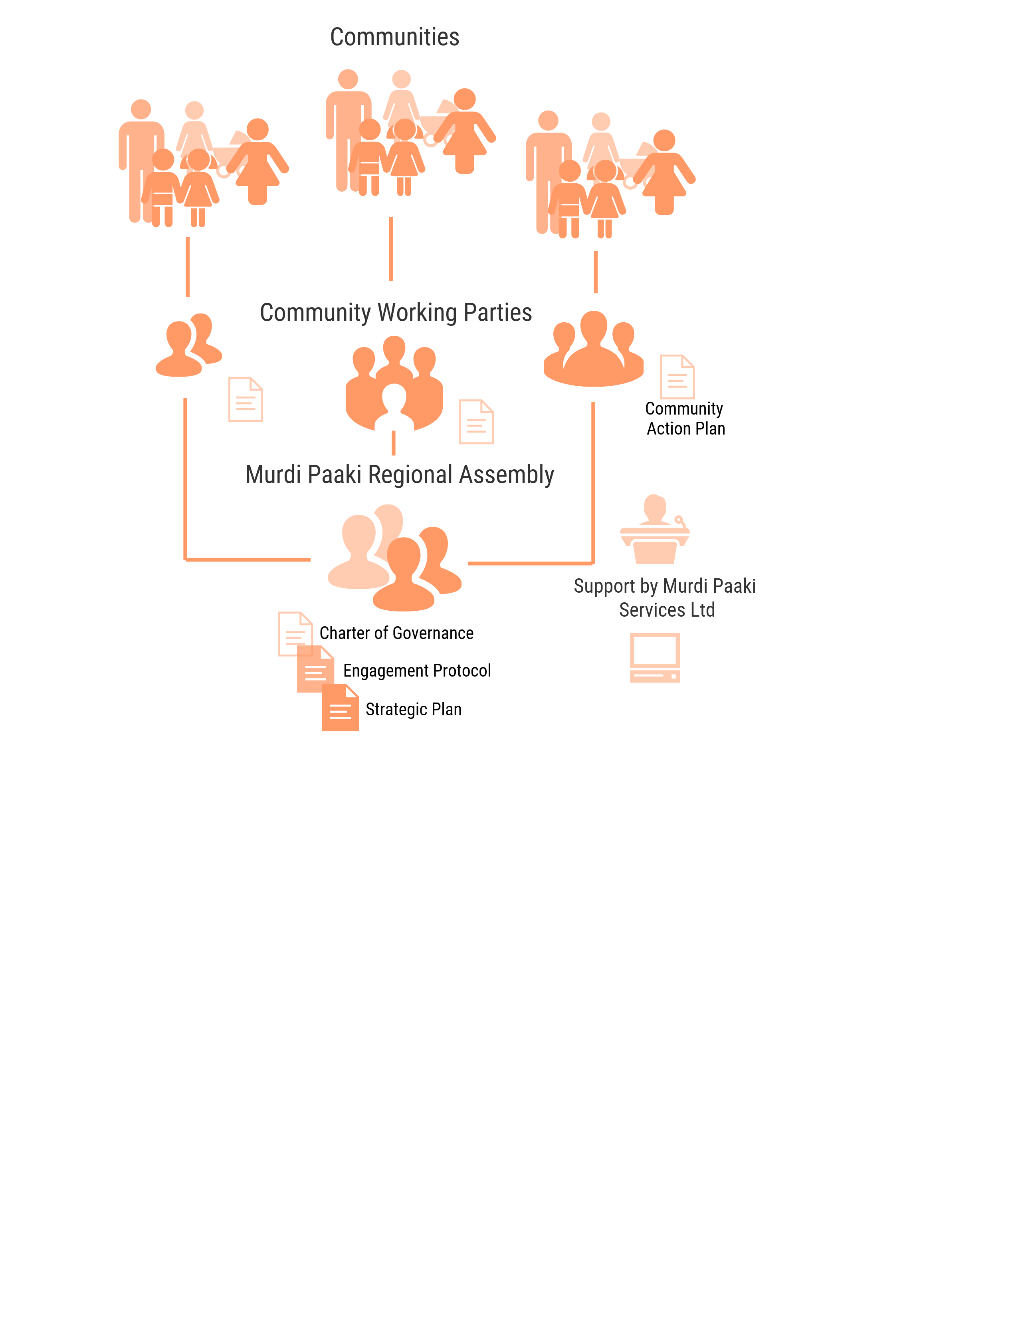 Communities
Community Working Parties
Community
Action Plan
Murdi Paaki Regional Assembly
Support by Murdi Paaki
Services Ltd
Charter of Governance
Engagement Protocol
Strategic Plan